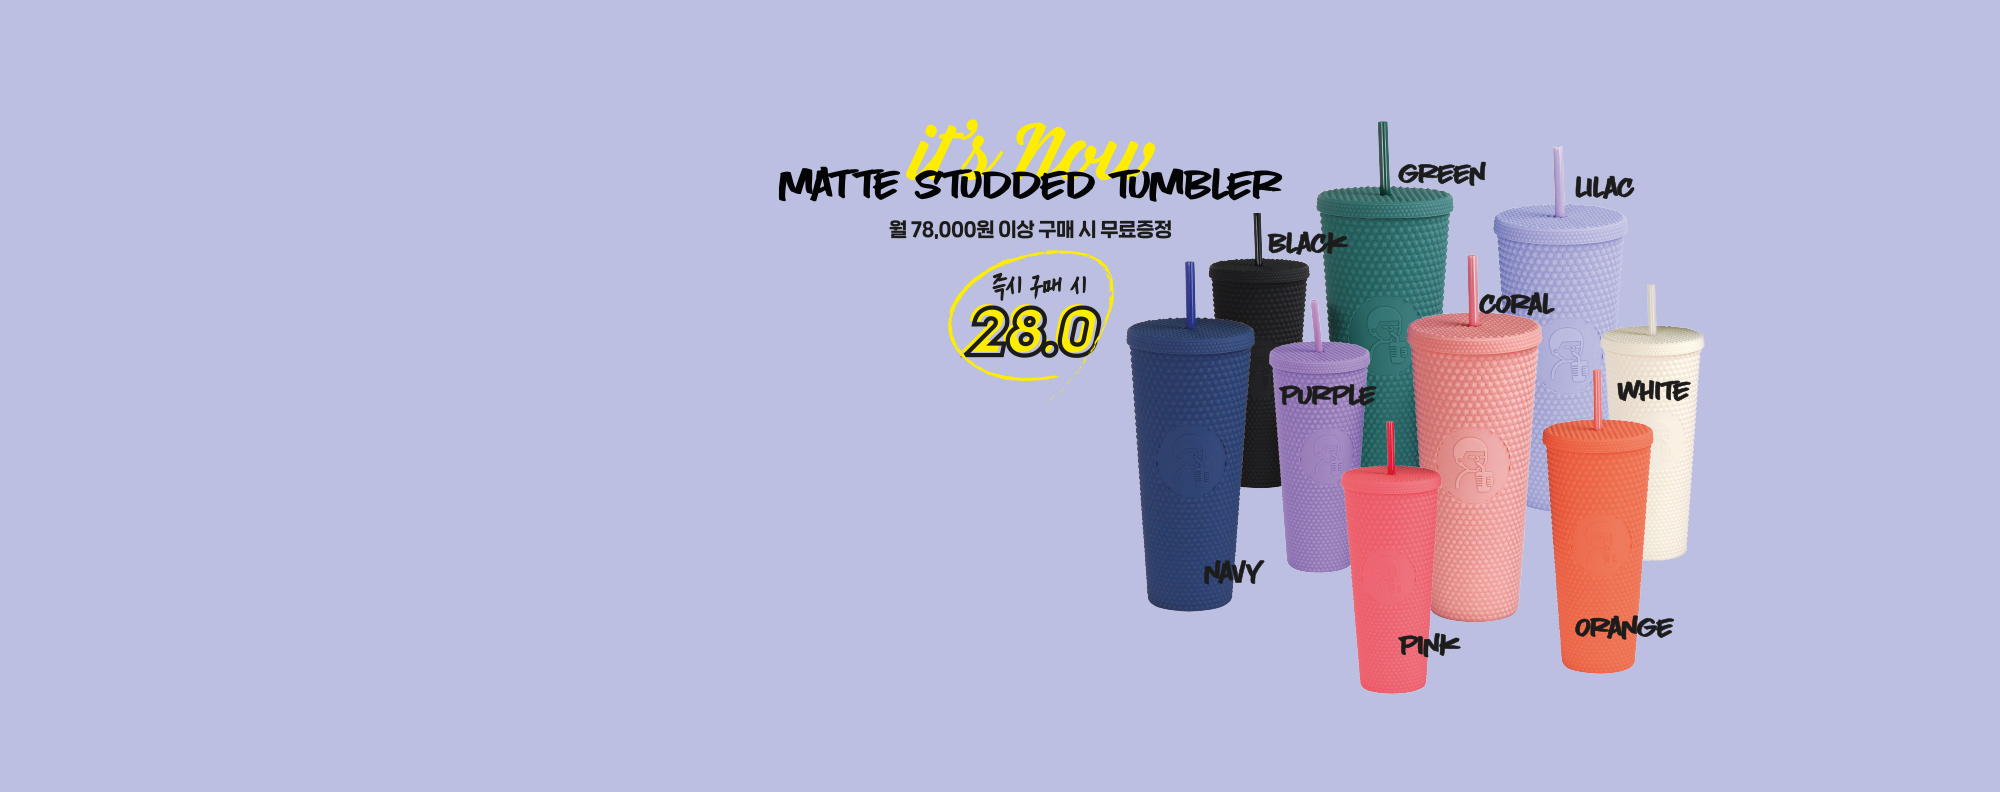 it's Now
MATTE STUDDED TUMBLER
월 78,000원 이상 구매 시 무료증정
즉시 구매 시
28.0
GREEN
LILAC
BLACK
CORAL
PURPLE
WHITE
NAVY
PINK
ORANGE